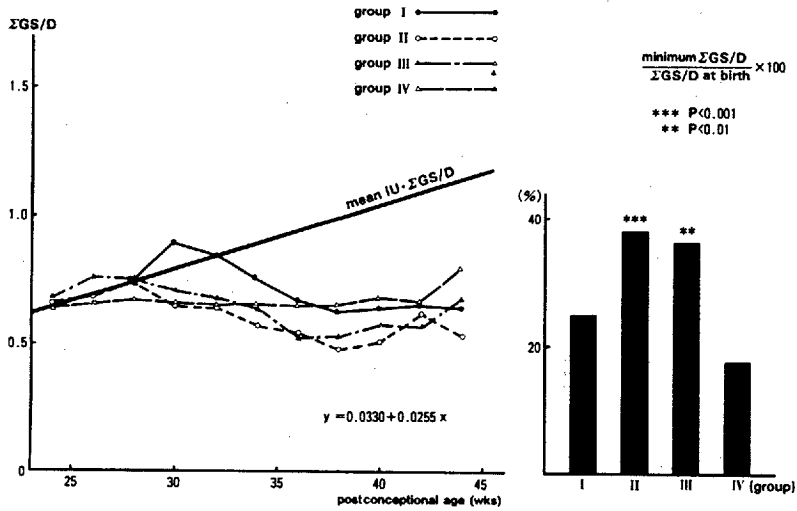 ΣGS/D
1.5
1.0
0.5
0
25
30
35
40
45
postconceptional age (wks)
group I
group II
group III
group IV
mean IU·ΣGS/D
y=0.0330+0.0255 x
minimum ΣGS/D
ΣGS/D at birth
×100
*** P<0.001
** P<0.01
(%)
40
20
***
**
I II III IV (group)